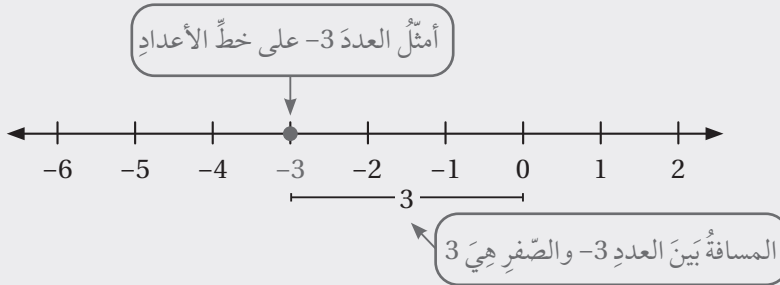 أمثّلُ العددَ 3− على خطِّ الأعدادِ
−6 −5 −4 −3 −2 −1 0 1 2
3
المسافةُ بَينَ العددِ 3− والصّفرِ هِيَ 3